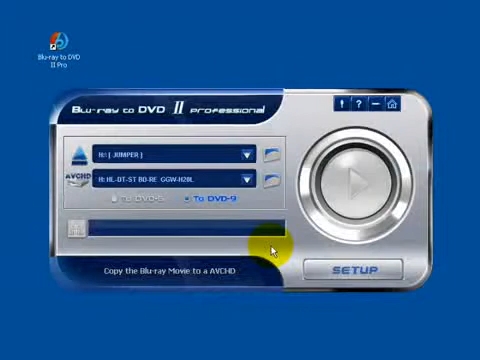 Blu-ray to DVD
II Pro
Blu-ray to DVD II professional
H:\ [ JUMPER ]
AVCHD
H: HL-DT-ST BD-RE GGW-H20L
To DVD-5
To DVD-9
Copy the Blu-ray Movie to a AVCHD
SETUP